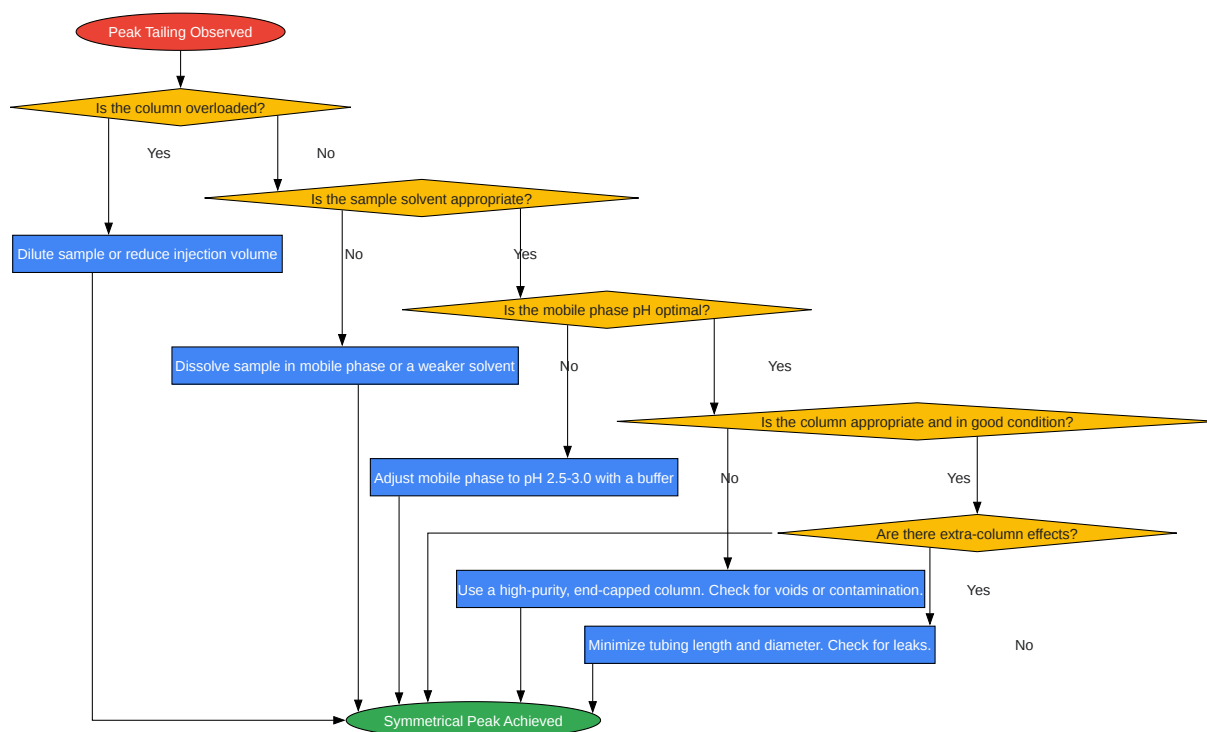 Peak Tailing Observed
Is the column overloaded?
Yes
No
Is the sample solvent appropriate?
Dilute sample or reduce injection volume
No
Yes
Is the mobile phase pH optimal?
Dissolve sample in mobile phase or a weaker solvent
No
Yes
Is the column appropriate and in good condition?
Adjust mobile phase to pH 2.5-3.0 with a buffer
No
Yes
Are there extra-column effects?
Use a high-purity, end-capped column. Check for voids or contamination.
Yes
Minimize tubing length and diameter. Check for leaks.
No
Symmetrical Peak Achieved